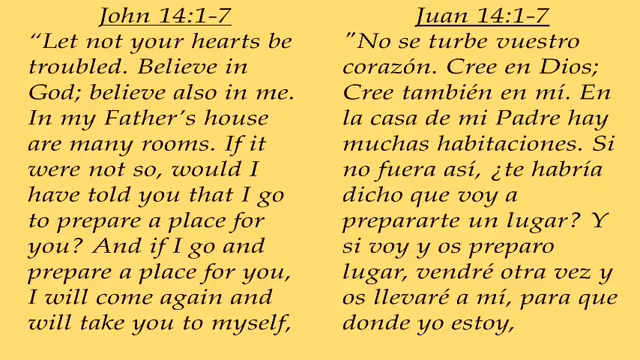 John 14:1-7
“Let not your hearts be
troubled. Believe in
God; believe also in me.
In my Father’s house
are many rooms. If it
were not so, would I
have told you that I go
to prepare a place for
you? And if I go and
prepare a place for you,
I will come again and
will take you to myself,
Juan 14:1-7
"No se turbe vuestro
corazón. Cree en Dios;
Cree también en mí. En
la casa de mi Padre hay
muchas habitaciones. Si
no fuera así, ¿te habría
dicho que voy a
prepararte un lugar? Y
si voy y os preparo
lugar, vendré otra vez y
os llevaré a mí, para que
donde yo estoy,